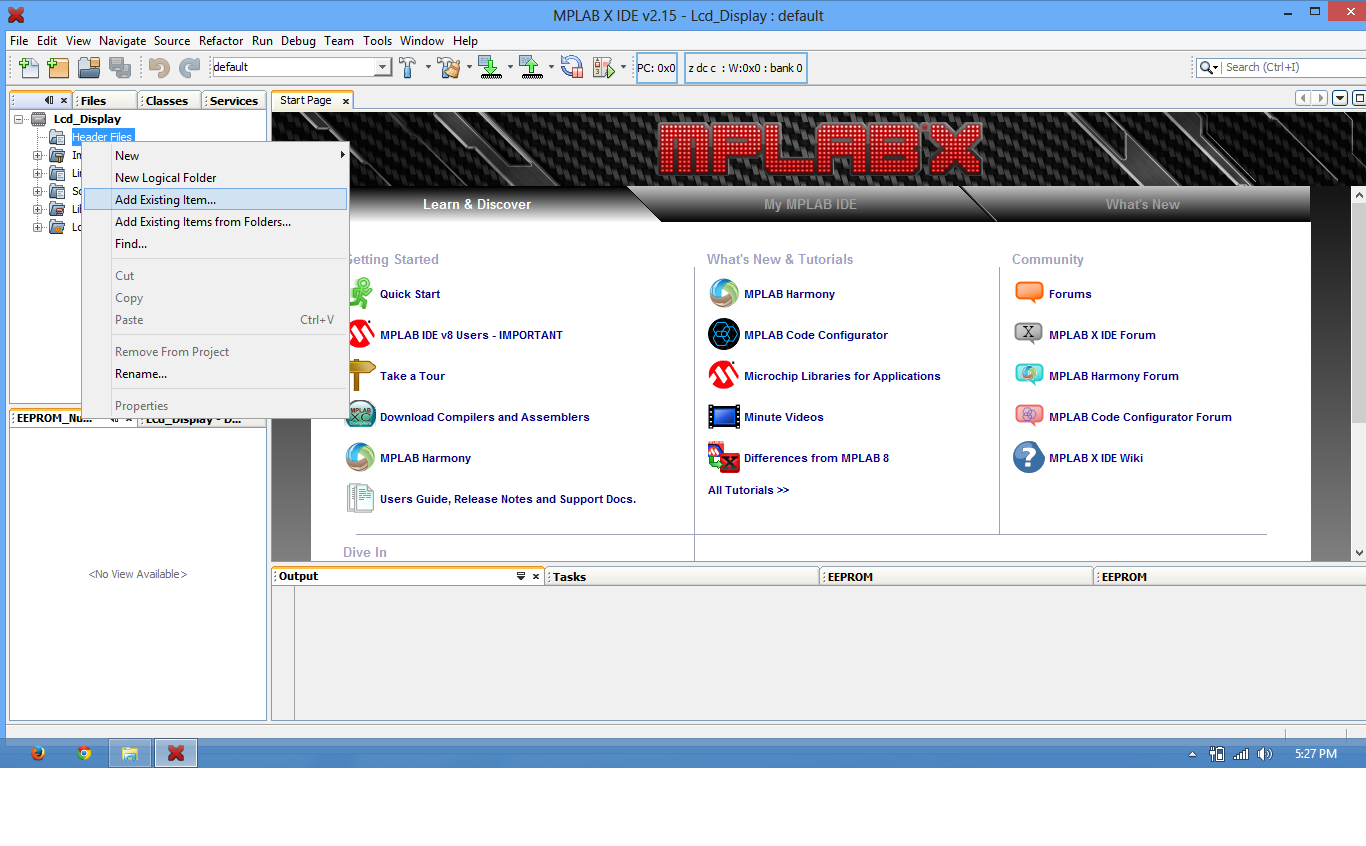 MPLAB X IDE v2.15 - Lcd_Display : default
File Edit View Navigate Source Refactor Run Debug Team Tools Window Help
default
PC: 0x0
z dc c : W:0x0 : bank 0
Search (Ctrl+I)
Files
Classes
Services
Start Page
Lcd_Display
Header Files
New
New Logical Folder
Add Existing Item...
Add Existing Items from Folders...
Find...
Cut
Copy
Paste Ctrl+V
Remove From Project
Rename...
Properties
EEPROM_Nu...
Lcd_Display - D...
<No View Available>
MPLAB X
Learn & Discover
My MPLAB IDE
What's New
Getting Started
Quick Start
MPLAB IDE v8 Users - IMPORTANT
Take a Tour
MPLAB
XC
Compilers
Download Compilers and Assemblers
MPLAB Harmony
Users Guide, Release Notes and Support Docs.
Dive In
What's New & Tutorials
MPLAB Harmony
MPLAB Code Configurator
Microchip Libraries for Applications
Minute Videos
Differences from MPLAB 8
All Tutorials >>
Community
Forums
X
MPLAB X IDE Forum
MPLAB Harmony Forum
MPLAB Code Configurator Forum
?
MPLAB X IDE Wiki
Output
Tasks
EEPROM
EEPROM
5:27 PM